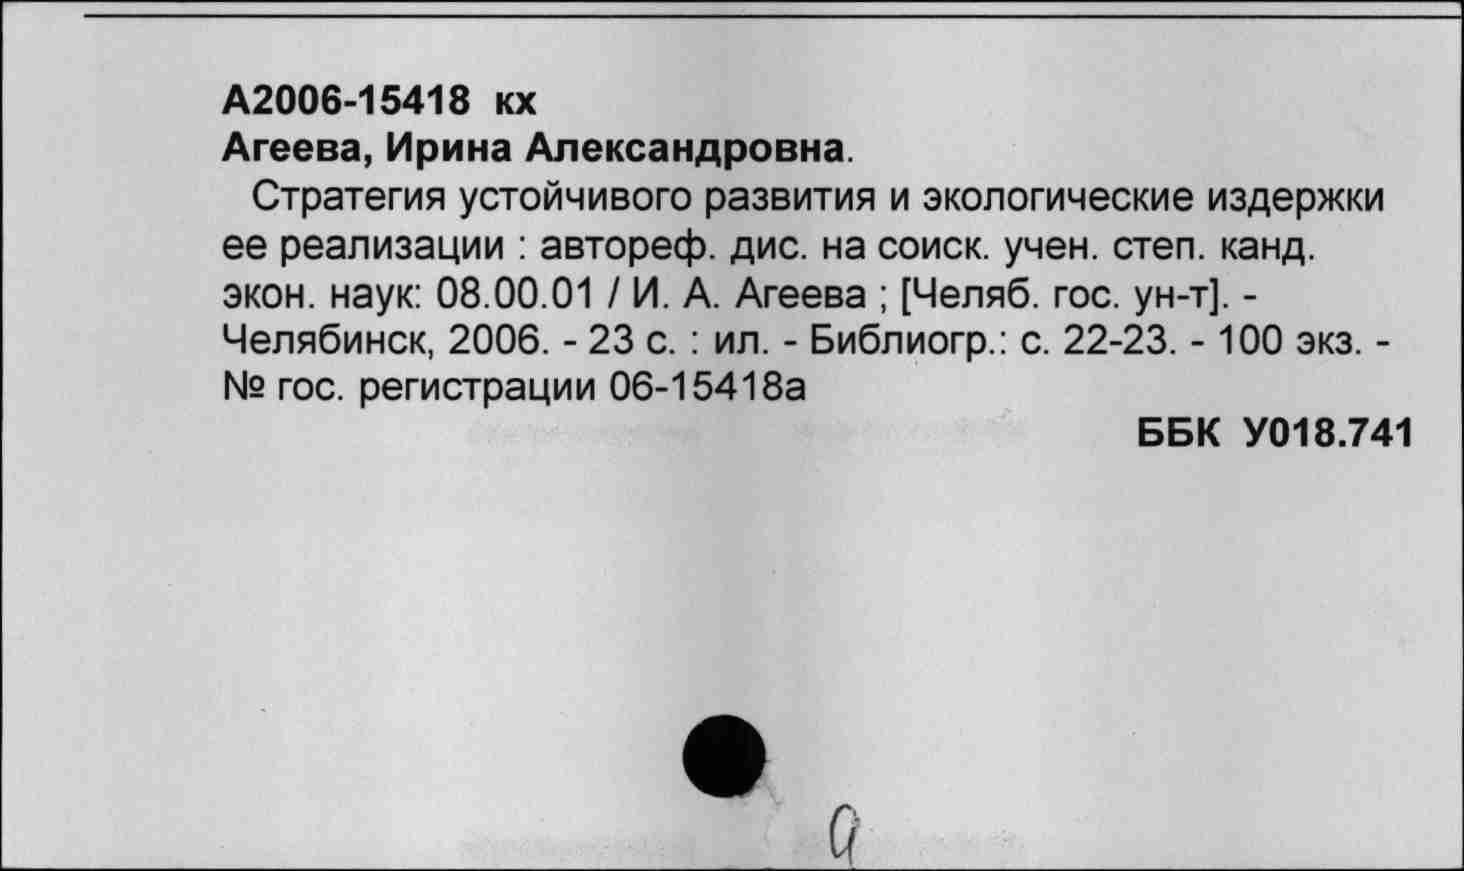 А2006-15418 кх
Агеева, Ирина Александровна.
Стратегия устойчивого развития и экологические издержки
ее реализации : автореф. дис. на соиск. учен. степ. канд.
экон. наук: 08.00.01 / И. А. Агеева ; [Челяб. гос. ун-т]. -
Челябинск, 2006. - 23 с. : ил. - Библиогр.: с. 22-23. - 100 экз. -
№ гос. регистрации 06-15418а
ББК У018.741